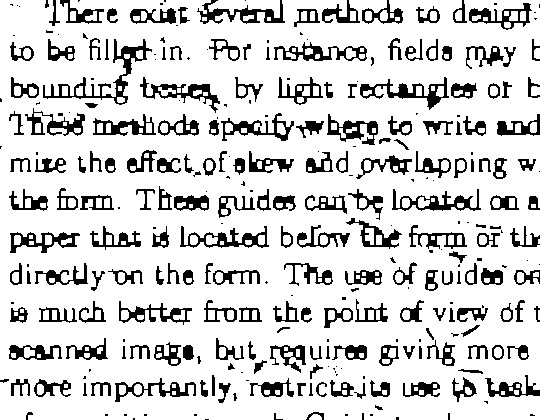 There exist several methods to design
to be filled in. For instance, fields may b
bounding boxes, by light rectangles or b
These methods specify where to write and
mize the effect of skew and overlapping w
the form. These guides can be located on a
paper that is located below the form or th
directly on the form. The use of guides on
is much better from the point of view of t
scanned image, but requires giving more
more importantly, restricts its use to task